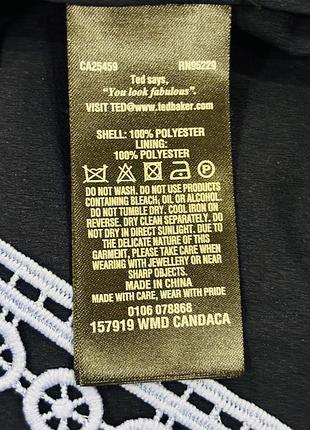 CA25459 RN95229
Ted says,
"You look fabulous".
VISIT TED@www.tedbaker.com
SHELL: 100% POLYESTER
LINING:
100% POLYESTER
P
DO NOT WASH. DO NOT USE PRODUCTS
CONTAINING BLEACH, OIL OR ALCOHOL.
DO NOT TUMBLE DRY. COOL IRON ON
REVERSE. DRY CLEAN SEPARATELY. DO
NOT DRY IN DIRECT SUNLIGHT. DUE TO
THE DELICATE NATURE OF THIS
GARMENT, PLEASE TAKE CARE WHEN
WEARING WITH JEWELLERY OR NEAR
SHARP OBJECTS.
MADE IN CHINA
MADE WITH CARE, WEAR WITH PRIDE
0106 078868
157919 WMD CANDACA